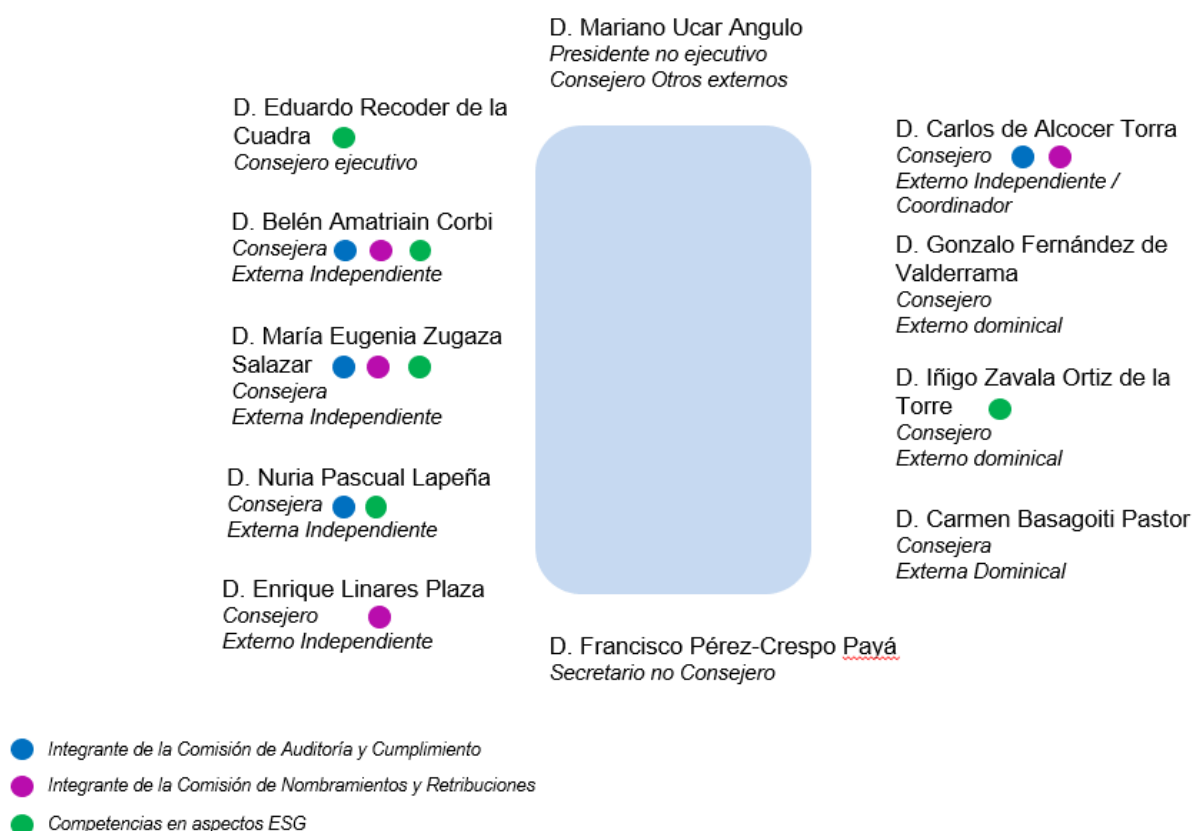 D. Mariano Ucar Angulo
Presidente no ejecutivo
Consejero Otros externos
D. Eduardo Recoder de la
Cuadra
Consejero ejecutivo
D. Belén Amatriain Corbi
Consejera
Externa Independiente
D. María Eugenia Zugaza
Salazar
Consejera
Externa Independiente
D. Nuria Pascual Lapeña
Consejera
Externa Independiente
D. Enrique Linares Plaza
Consejero
Externo Independiente
D. Carlos de Alcocer Torra
Consejero
Externo Independiente /
Coordinador
D. Gonzalo Fernández de
Valderrama
Consejero
Externo dominical
D. Iñigo Zavala Ortiz de la
Torre
Consejero
Externo dominical
D. Carmen Basagoiti Pastor
Consejera
Externa Dominical
D. Francisco Pérez-Crespo Payá
Secretario no Consejero
Integrante de la Comisión de Auditoría y Cumplimiento
Integrante de la Comisión de Nombramientos y Retribuciones
Competencias en aspectos ESG